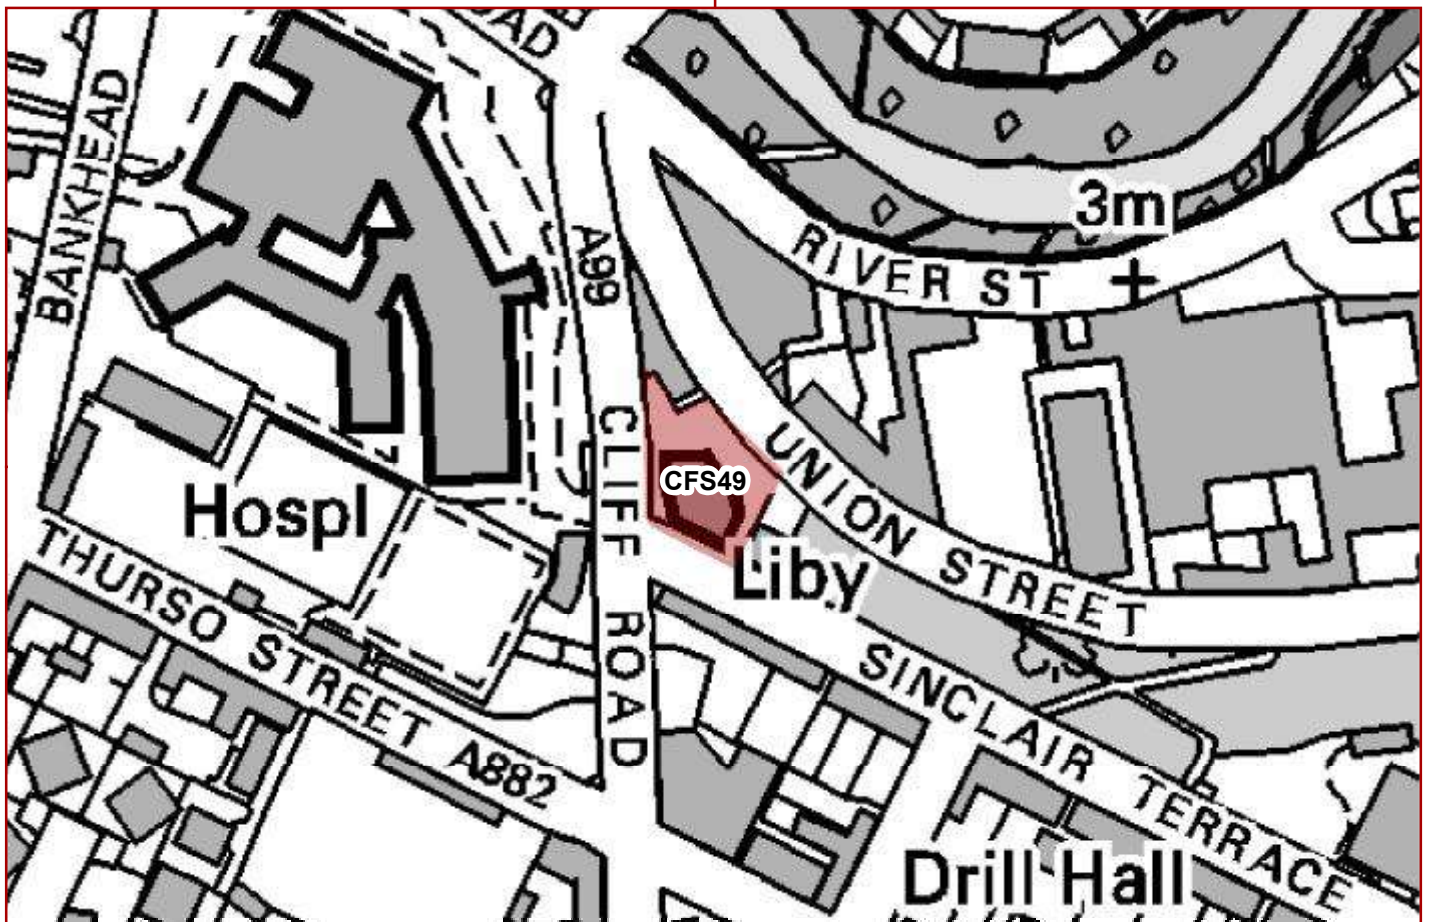 OAD
BANKHEAD
3m
A99
RIVER ST
CLIFF ROAD
UNION STREET
CFS49
Hospl
Liby
THURSO STREET A882
SINCLAIR TERRACE
Drill Hall